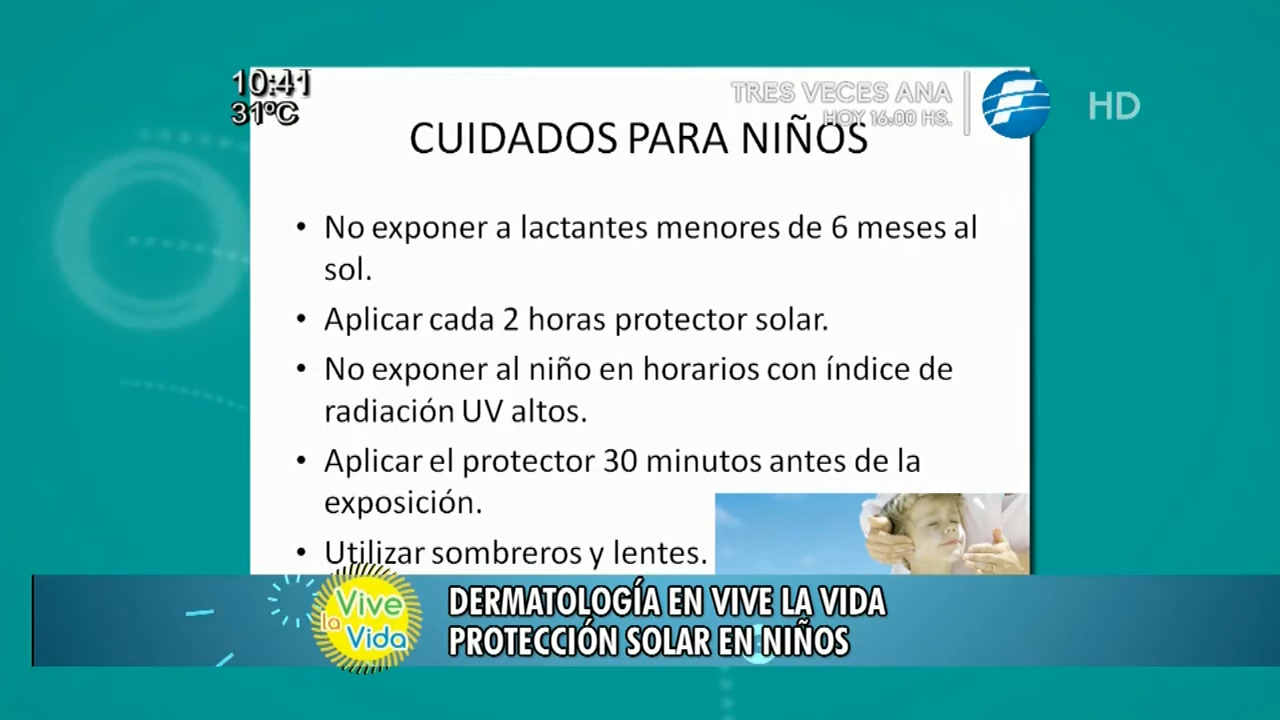 10:41
31ºC
TRES VECES ANA
HOY 16:00 HS.
HD
CUIDADOS PARA NIÑOS
• No exponer a lactantes menores de 6 meses al
sol.
• Aplicar cada 2 horas protector solar.
• No exponer al niño en horarios con índice de
radiación UV altos.
• Aplicar el protector 30 minutos antes de la
exposición.
• Utilizar sombreros y lentes.
Vive
la
Vida
DERMATOLOGÍA EN VIVE LA VIDA
PROTECCIÓN SOLAR EN NIÑOS